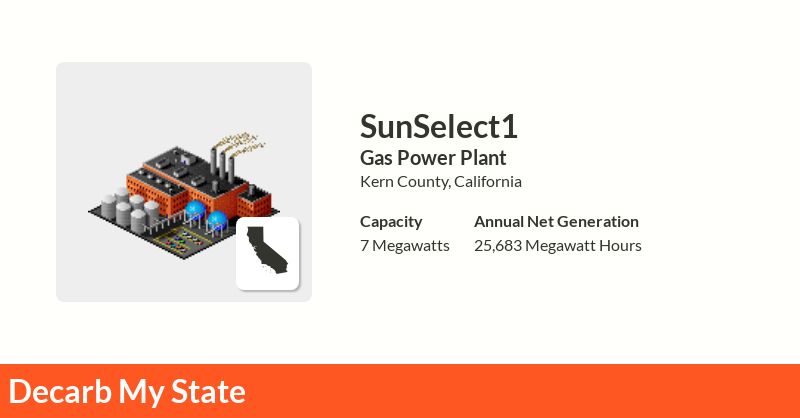 SunSelect1
Gas Power Plant
Kern County, California
Capacity
7 Megawatts
Annual Net Generation
25,683 Megawatt Hours
Decarb My State